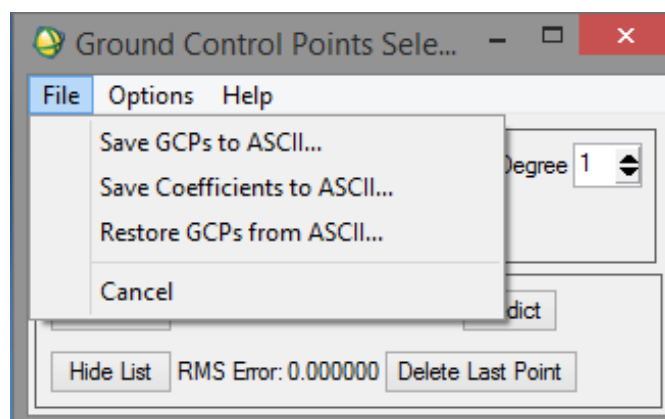 Ground Control Points Sele...
File Options Help
Save GCPs to ASCII...
Degree 1
Save Coefficients to ASCII...
Restore GCPs from ASCII...
Cancel
dict
Hide List RMS Error: 0.000000 Delete Last Point